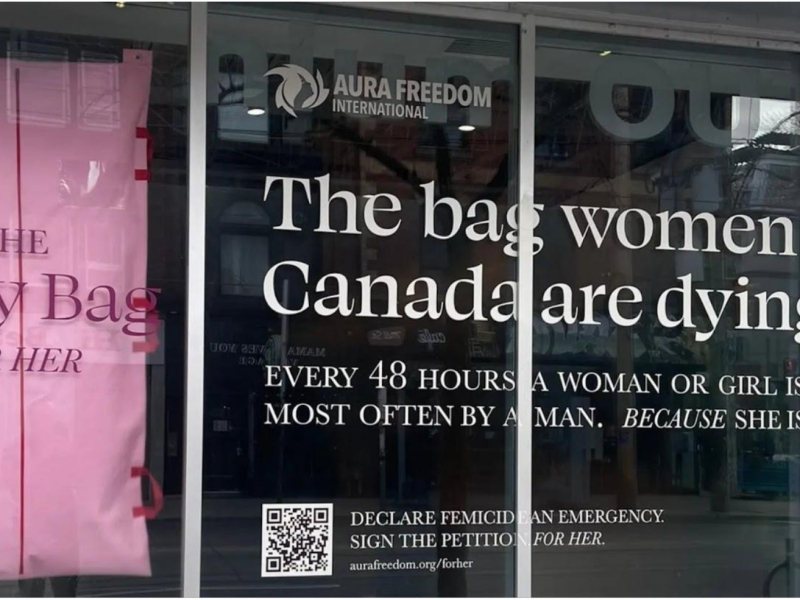 HE
y Bag
HER
AURA FREEDOM
INTERNATIONAL
The bag women
Canada are dying
EVERY 48 HOURS A WOMAN OR GIRL IS
MOST OFTEN BY A MAN. BECAUSE SHE IS
DECLARE FEMICIDE AN EMERGENCY.
SIGN THE PETITION. FOR HER.
aurafreedom.org/forher